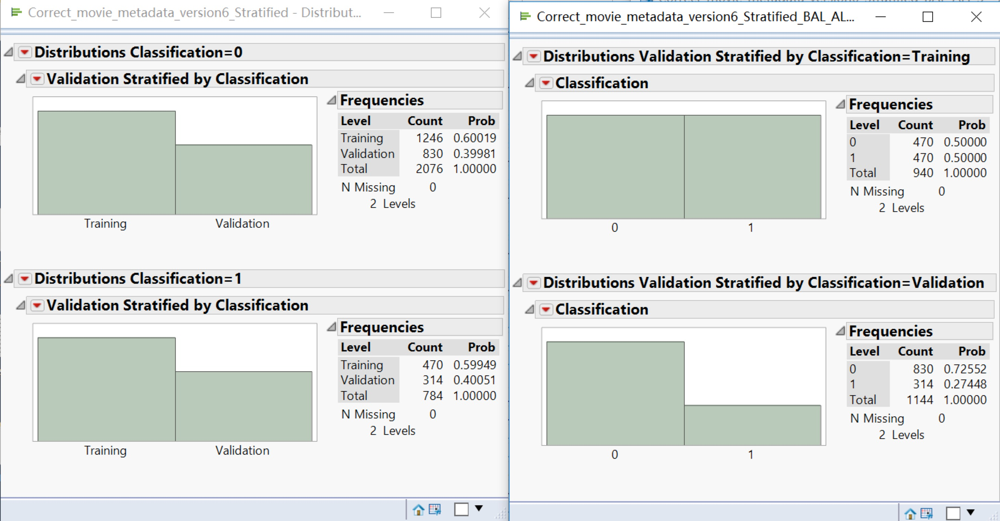 Correct_movie_metadata_version6_Stratified - Distribut...
Distributions Classification=0
Validation Stratified by Classification
Training
Validation
Frequencies
Level Count Prob
Training 1246 0.60019
Validation 830 0.39981
Total 2076 1.00000
N Missing 0
2 Levels
Distributions Classification=1
Validation Stratified by Classification
Training
Validation
Frequencies
Level Count Prob
Training 470 0.59949
Validation 314 0.40051
Total 784 1.00000
N Missing 0
2 Levels
Correct_movie_metadata_version6_Stratified_BAL_AL...
Distributions Validation Stratified by Classification=Training
Classification
0
1
Frequencies
Level Count Prob
0 470 0.50000
1 470 0.50000
Total 940 1.00000
N Missing 0
2 Levels
Distributions Validation Stratified by Classification=Validation
Classification
0
1
Frequencies
Level Count Prob
0 830 0.72552
1 314 0.27448
Total 1144 1.00000
N Missing 0
2 Levels